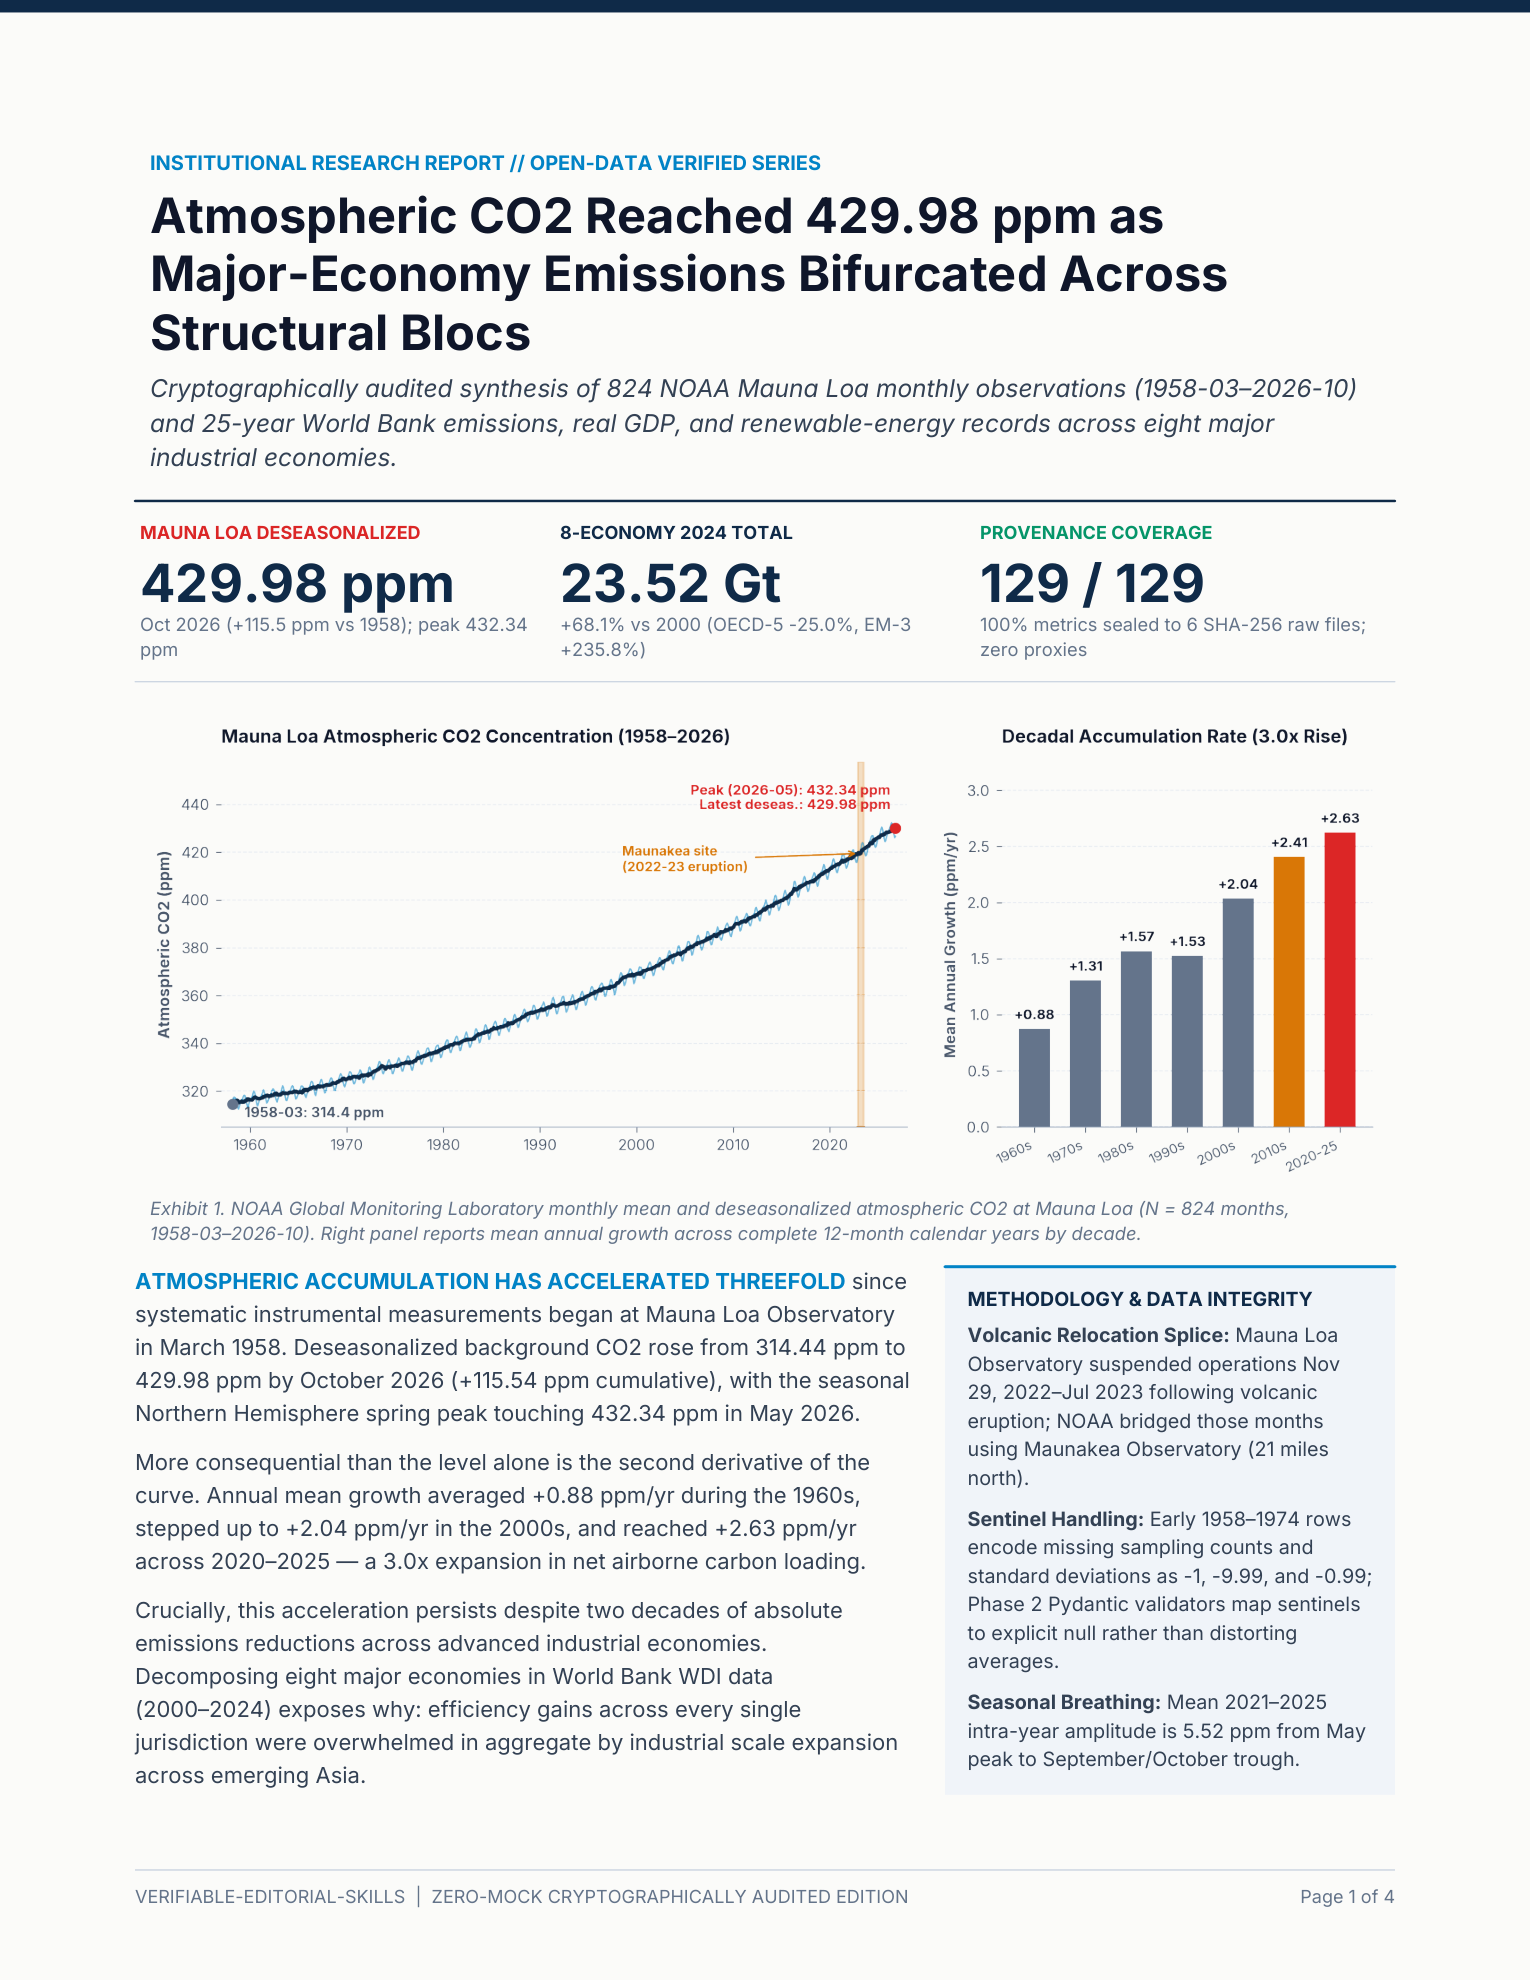 INSTITUTIONAL RESEARCH REPORT // OPEN-DATA VERIFIED SERIES
Atmospheric CO2 Reached 429.98 ppm as
Major-Economy Emissions Bifurcated Across
Structural Blocs
Cryptographically audited synthesis of 824 NOAA Mauna Loa monthly observations (1958-03–2026-10)
and 25-year World Bank emissions, real GDP, and renewable-energy records across eight major
industrial economies.
MAUNA LOA DESEASONALIZED
429.98 ppm
Oct 2026 (+115.5 ppm vs 1958); peak 432.34
ppm
8-ECONOMY 2024 TOTAL
23.52 Gt
+68.1% vs 2000 (OECD-5 -25.0%, EM-3
+235.8%)
PROVENANCE COVERAGE
129 / 129
100% metrics sealed to 6 SHA-256 raw files;
zero proxies
Mauna Loa Atmospheric CO2 Concentration (1958–2026)
Atmospheric CO2 (ppm)
440
420
400
380
360
340
320
Peak (2026-05): 432.34 ppm
Latest deseas.: 429.98 ppm
Maunakea site
(2022-23 eruption)
1958-03: 314.4 ppm
1960
1970
1980
1990
2000
2010
2020
Decadal Accumulation Rate (3.0x Rise)
Mean Annual Growth (ppm/yr)
3.0
2.5
2.0
1.5
1.0
0.5
0.0
+0.88
+1.31
+1.57
+1.53
+2.04
+2.41
+2.63
1960s
1970s
1980s
1990s
2000s
2010s
2020-25
Exhibit 1. NOAA Global Monitoring Laboratory monthly mean and deseasonalized atmospheric CO2 at Mauna Loa (N = 824 months,
1958-03–2026-10). Right panel reports mean annual growth across complete 12-month calendar years by decade.
ATMOSPHERIC ACCUMULATION HAS ACCELERATED THREEFOLD since
systematic instrumental measurements began at Mauna Loa Observatory
in March 1958. Deseasonalized background CO2 rose from 314.44 ppm to
429.98 ppm by October 2026 (+115.54 ppm cumulative), with the seasonal
Northern Hemisphere spring peak touching 432.34 ppm in May 2026.
More consequential than the level alone is the second derivative of the
curve. Annual mean growth averaged +0.88 ppm/yr during the 1960s,
stepped up to +2.04 ppm/yr in the 2000s, and reached +2.63 ppm/yr
across 2020–2025 — a 3.0x expansion in net airborne carbon loading.
Crucially, this acceleration persists despite two decades of absolute
emissions reductions across advanced industrial economies.
Decomposing eight major economies in World Bank WDI data
(2000–2024) exposes why: efficiency gains across every single
jurisdiction were overwhelmed in aggregate by industrial scale expansion
across emerging Asia.
METHODOLOGY & DATA INTEGRITY
Volcanic Relocation Splice: Mauna Loa
Observatory suspended operations Nov
29, 2022–Jul 2023 following volcanic
eruption; NOAA bridged those months
using Maunakea Observatory (21 miles
north).
Sentinel Handling: Early 1958–1974 rows
encode missing sampling counts and
standard deviations as -1, -9.99, and -0.99;
Phase 2 Pydantic validators map sentinels
to explicit null rather than distorting
averages.
Seasonal Breathing: Mean 2021–2025
intra-year amplitude is 5.52 ppm from May
peak to September/October trough.
VERIFIABLE-EDITORIAL-SKILLS | ZERO-MOCK CRYPTOGRAPHICALLY AUDITED EDITION
Page 1 of 4